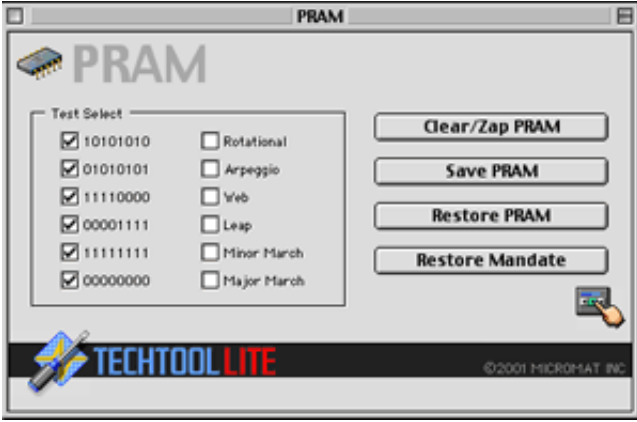 PRAM
PRAM
Test Select
10101010
01010101
11110000
00001111
11111111
00000000
Rotational
Arpeggio
Web
Leap
Minor March
Major March
Clear/Zap PRAM
Save PRAM
Restore PRAM
Restore Mandate
TECHTOOL LITE
©2001 MICROMAT INC